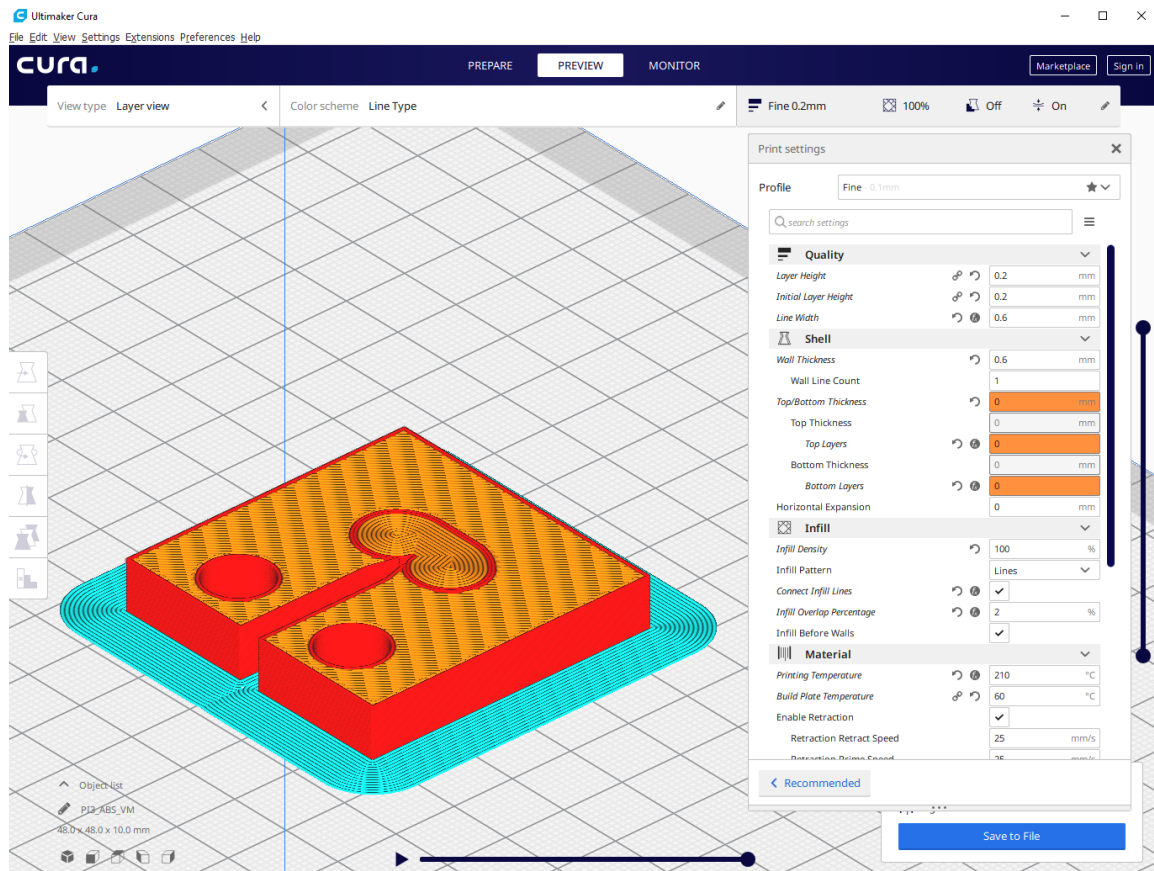 Ultimaker Cura
File Edit View Settings Extensions Preferences Help
cura.
PREPARE PREVIEW MONITOR
Marketplace Sign in
View type Layer view
Color scheme Line Type
Fine 0.2mm 100% Off On
Print settings
Profile Fine - 0.1mm
search settings
Quality
Layer Height 0.2 mm
Initial Layer Height 0.2 mm
Line Width 0.6 mm
Shell
Wall Thickness 0.6 mm
Wall Line Count 1
Top/Bottom Thickness 0 mm
Top Thickness 0 mm
Top Layers 0
Bottom Thickness 0 mm
Bottom Layers 0
Horizontal Expansion 0 mm
Infill
Infill Density 100 %
Infill Pattern Lines
Connect Infill Lines
Infill Overlap Percentage 2 %
Infill Before Walls
Material
Printing Temperature 210 °C
Build Plate Temperature 60 °C
Enable Retraction
Retraction Retract Speed 25 mm/s
Retraction Prime Speed 25 mm/s
Recommended
Object list
PI3_ABS_VM
48.0 x 48.0 x 10.0 mm
Save to File